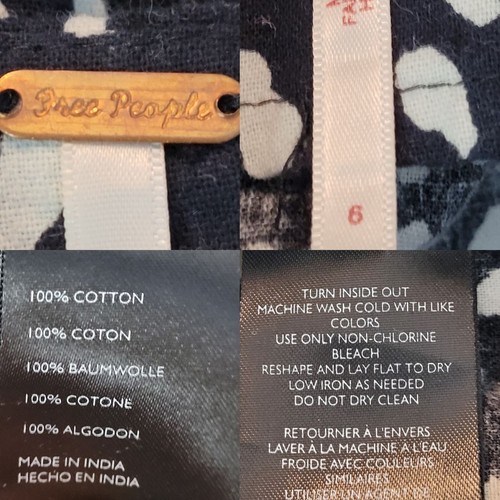 Free People
6
100% COTTON
100% COTON
100% BAUMWOLLE
100% COTONE
100% ALGODON
MADE IN INDIA
HECHO EN INDIA
TURN INSIDE OUT
MACHINE WASH COLD WITH LIKE
COLORS
USE ONLY NON-CHLORINE
BLEACH
RESHAPE AND LAY FLAT TO DRY
LOW IRON AS NEEDED
DO NOT DRY CLEAN
RETOURNER À L'ENVERS
LAVER À LA MACHINE À L'EAU
FROIDE AVEC COULEURS
SIMILAIRES